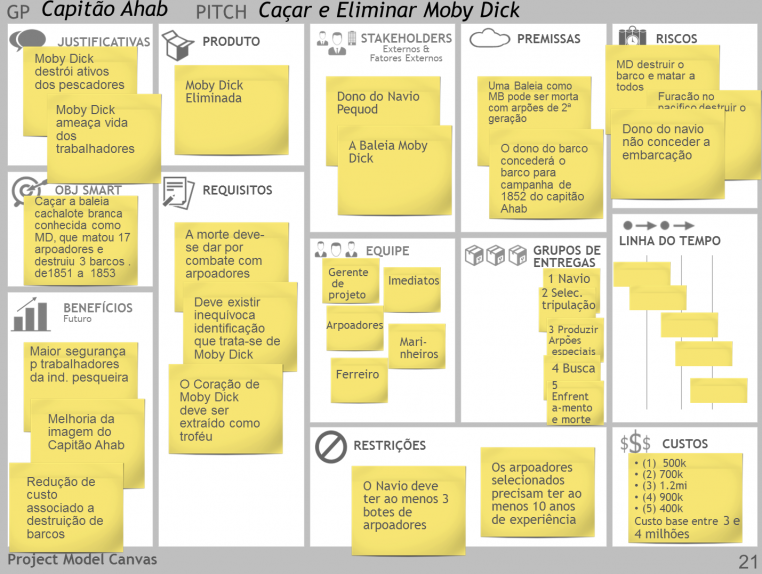 GP Capitão Ahab PITCH Caçar e Eliminar Moby Dick
JUSTIFICATIVAS
Moby Dick
destrói ativos
dos pescadores
Moby Dick
ameaça vida
dos
trabalhadores
PRODUTO
Moby Dick
Eliminada
STAKEHOLDERS
Externos &
Fatores Externos
Dono do Navio
Pequod
A Baleia Moby
Dick
PREMISSAS
Uma Baleia como
MB pode ser morta
com arpões de 2ª
geração
O dono do barco
concederá o
barco para
campanha de
1852 do capitão
Ahab
RISCOS
MD destruir o
barco e matar a
todos
Furacão no
pacifico destruir o
Dono do navio
não conceder a
embarcação
OBJ SMART
Caçar a baleia
cachalote branca
conhecida como
MD, que matou 17
arpoadores e
destruiu 3 barcos .
de1851 a 1853
REQUISITOS
A morte deve-
se dar por
combate com
arpoadores
Deve existir
inequívoca
identificação
que trata-se de
Moby Dick
O Coração de
Moby Dick
deve ser
extraído como
troféu
EQUIPE
Gerente
de
projeto
Imediatos
Arpoadores
Mari-
nheiros
Ferreiro
GRUPOS DE
ENTREGAS
1 Navio
2 Selec.
tripulação
3 Produzir
Arpões
especiais
4 Busca
5
Enfrent
a-mento
e morte
LINHA DO TEMPO
BENEFÍCIOS
Futuro
Maior segurança
p trabalhadores
da ind. pesqueira
Melhoria da
imagem do
Capitão Ahab
Redução de
custo
associado a
destruição de
barcos
RESTRIÇÕES
O Navio deve
ter ao menos 3
botes de
arpoadores
Os arpoadores
selecionados
precisam ter ao
menos 10 anos
de experiência
$$$ CUSTOS
• (1) 500k
• (2) 700k
• (3) 1.2mi
• (4) 900k
• (5) 400k
Custo base entre 3 e
4 milhões
Project Model Canvas
21